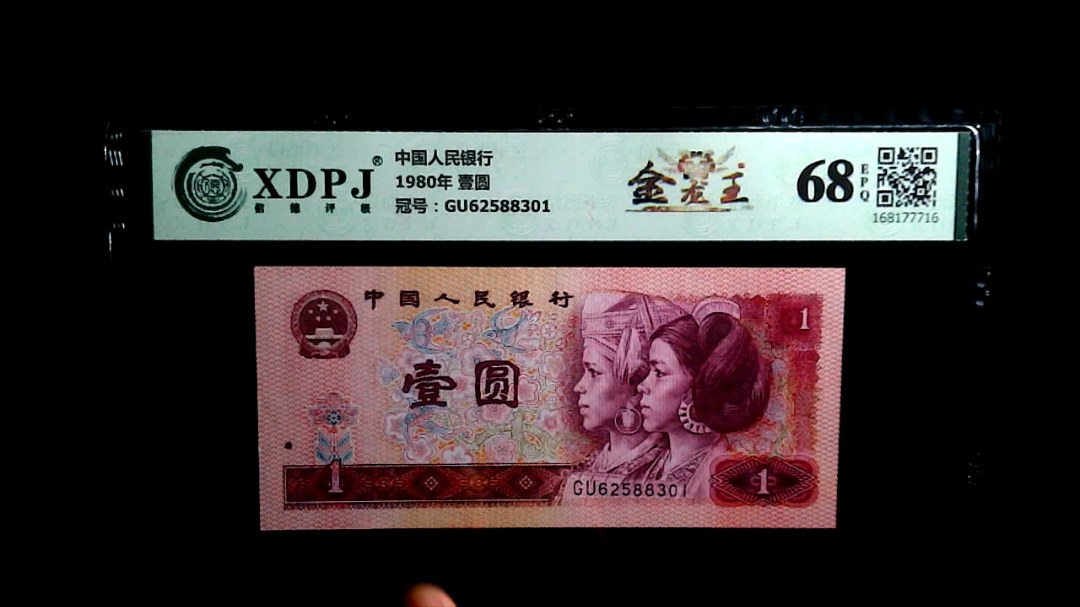 XDPJ®
信德评级
中国人民银行
1980年 壹圆
冠号：GU62588301
金龙王
68
EPQ
168177716
中国人民银行
1
壹圆
1
GU62588301
1